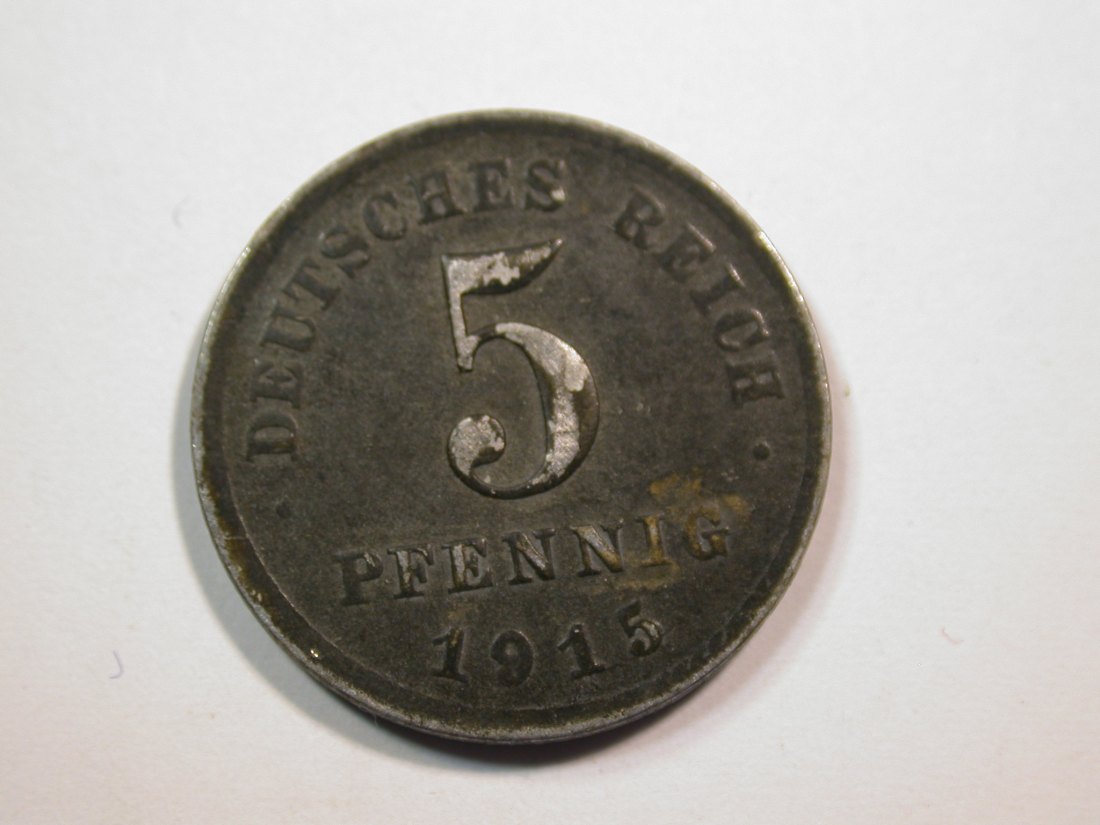 DEUTSCHES REICH
5
PFENNIG
1915